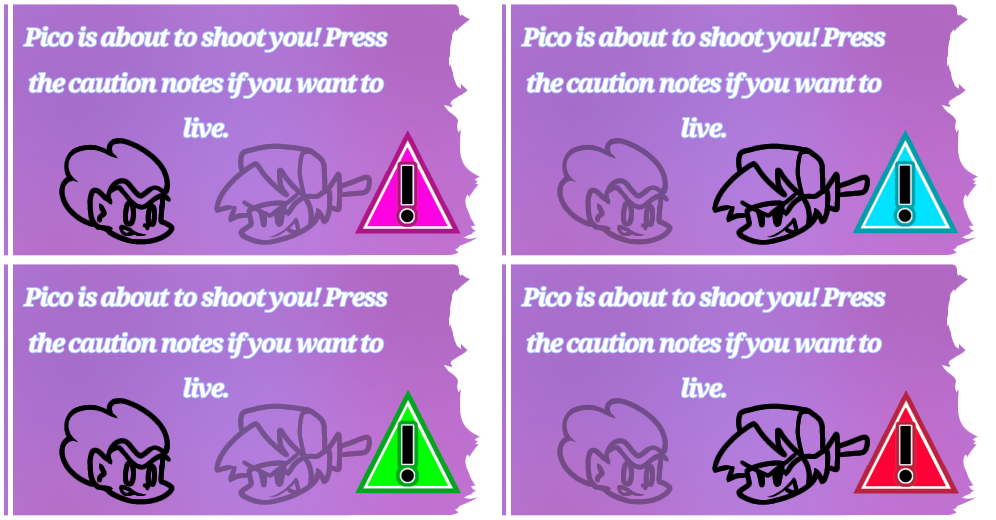 Pico is about to shoot you! Press
the caution notes if you want to
live.
!
Pico is about to shoot you! Press
the caution notes if you want to
live.
!
Pico is about to shoot you! Press
the caution notes if you want to
live.
!
Pico is about to shoot you! Press
the caution notes if you want to
live.
!